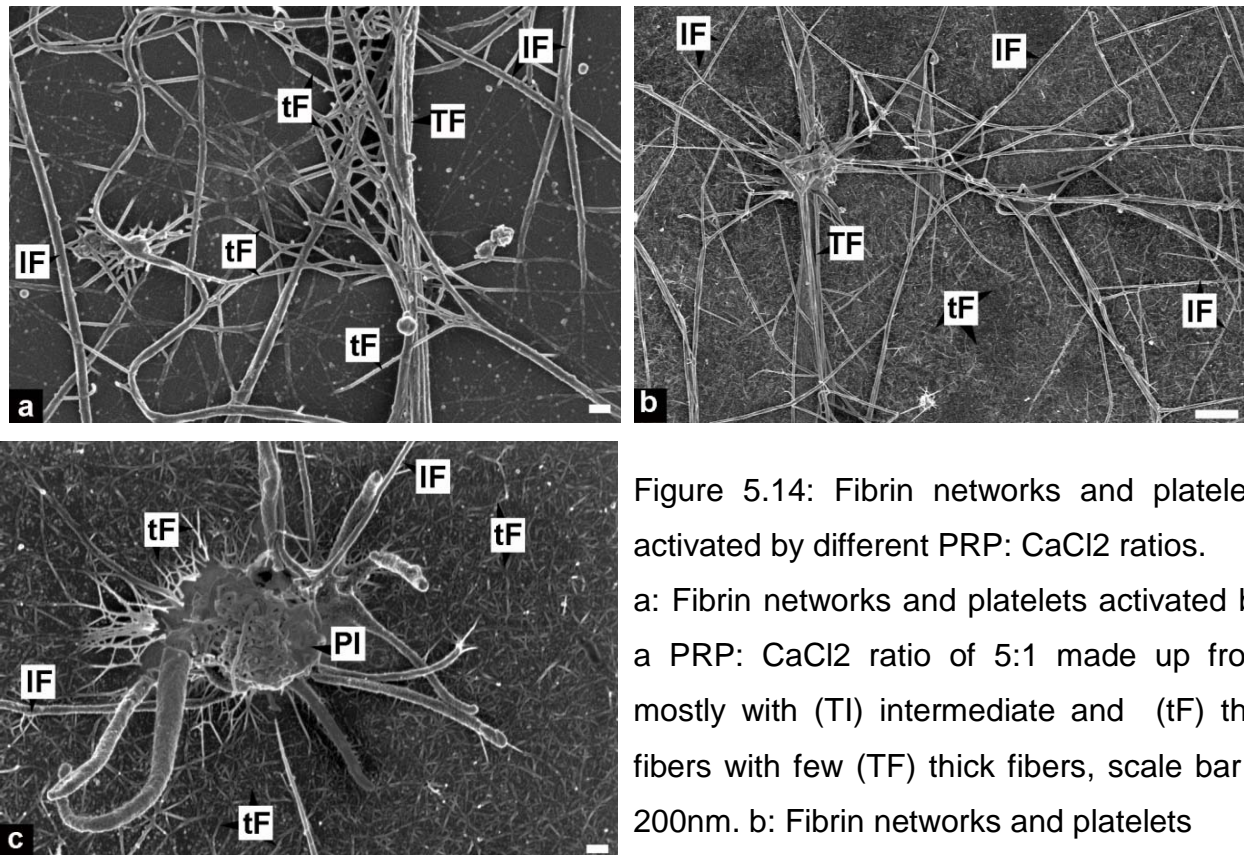 IF
tF
TF
IF
tF
tF
a
IF
IF
TF
tF
IF
b
IF
tF
tF
PI
IF
tF
c
Figure 5.14: Fibrin networks and platele
activated by different PRP: CaCl2 ratios.
a: Fibrin networks and platelets activated b
a PRP: CaCl2 ratio of 5:1 made up fro
mostly with (TI) intermediate and (tF) th
fibers with few (TF) thick fibers, scale bar
200nm. b: Fibrin networks and platelets